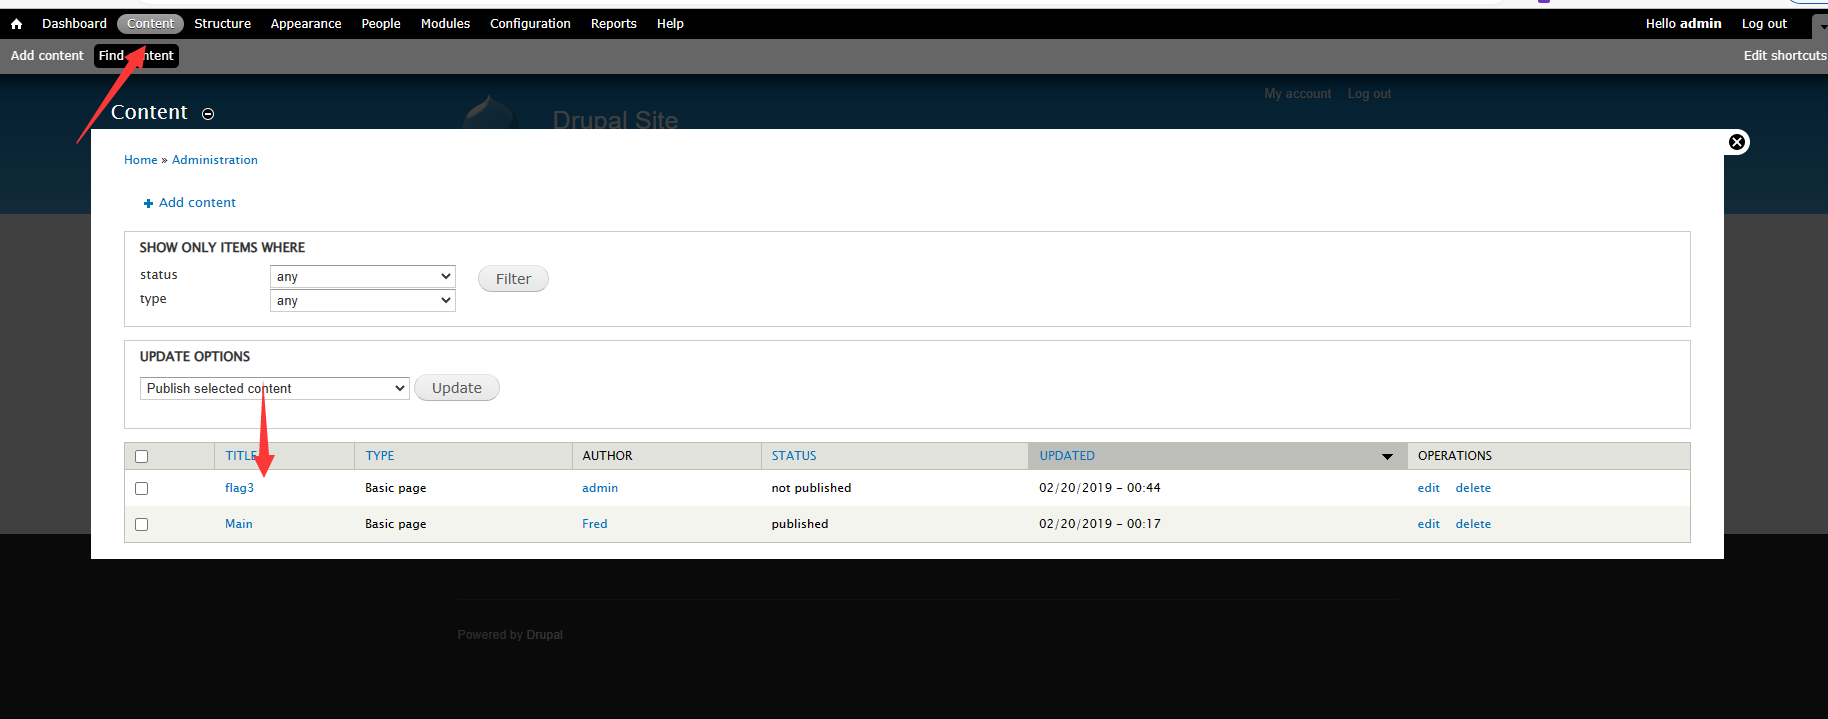 Dashboard Content Structure Appearance People Modules Configuration Reports Help Hello admin Log out
Add content Find content Edit shortcuts
My account Log out
Content
Drupal Site
Home » Administration
Add content
SHOW ONLY ITEMS WHERE
status any Filter
type any
UPDATE OPTIONS
Publish selected content Update
TITLE TYPE AUTHOR STATUS UPDATED OPERATIONS
flag3 Basic page admin not published 02/20/2019 - 00:44 edit delete
Main Basic page Fred published 02/20/2019 - 00:17 edit delete
Powered by Drupal